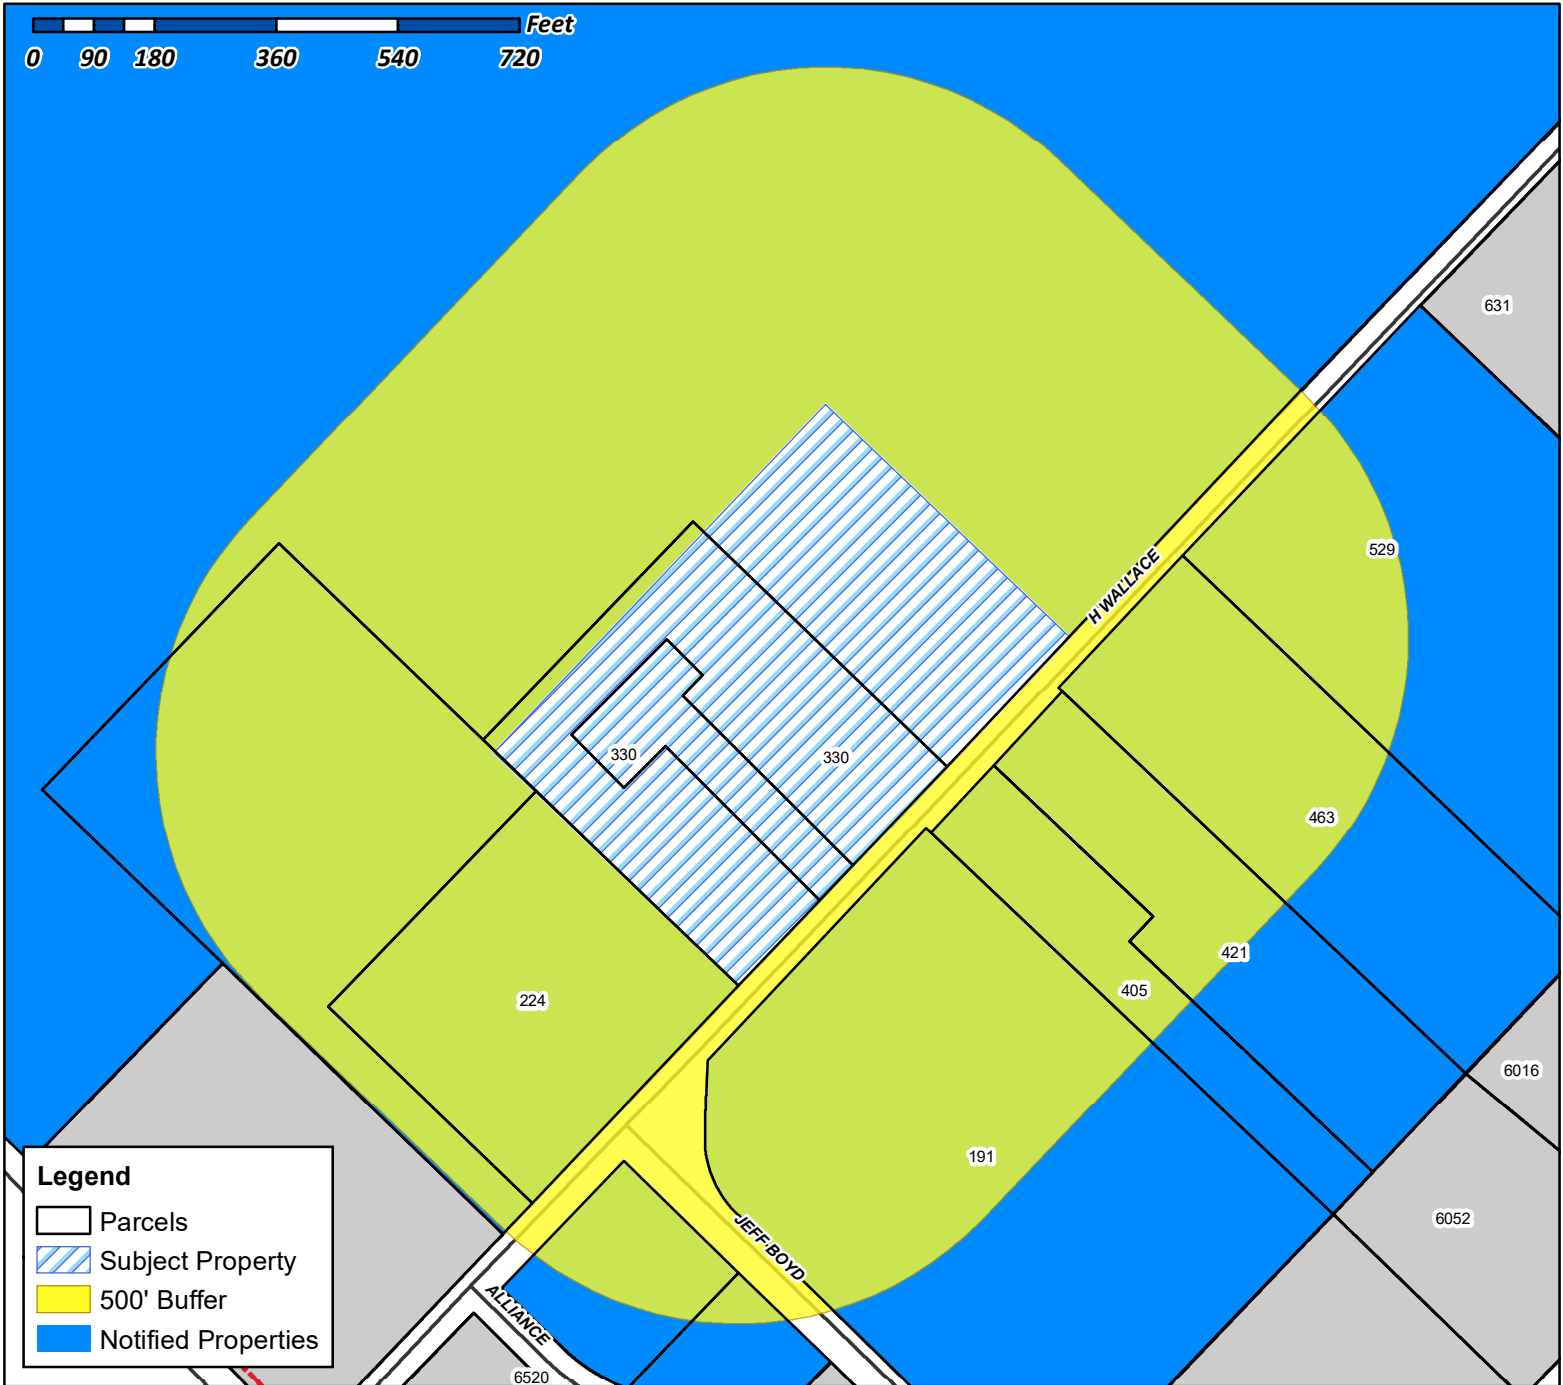 Feet
0 90 180 360 540 720
631
529
H WALLACE
330
330
463
421
405
224
6016
191
6052
JEFF BOYD
ALLIANCE
6520
Legend
Parcels
Subject Property
500' Buffer
Notified Properties